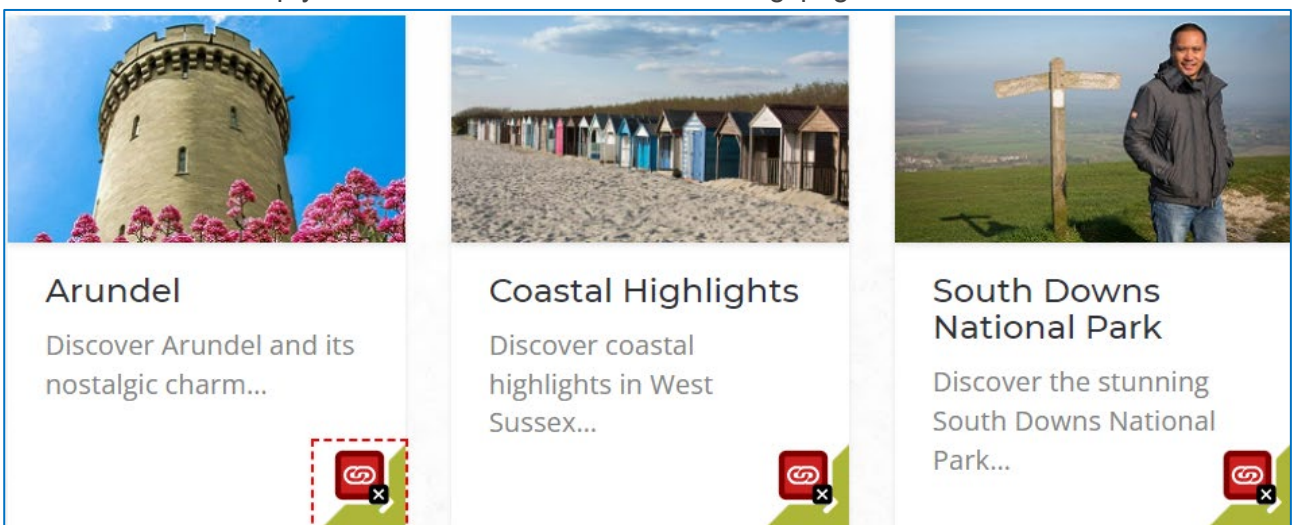 Arundel
Discover Arundel and its
nostalgic charm...
Coastal Highlights
Discover coastal
highlights in West
Sussex...
South Downs
National Park
Discover the stunning
South Downs National
Park...